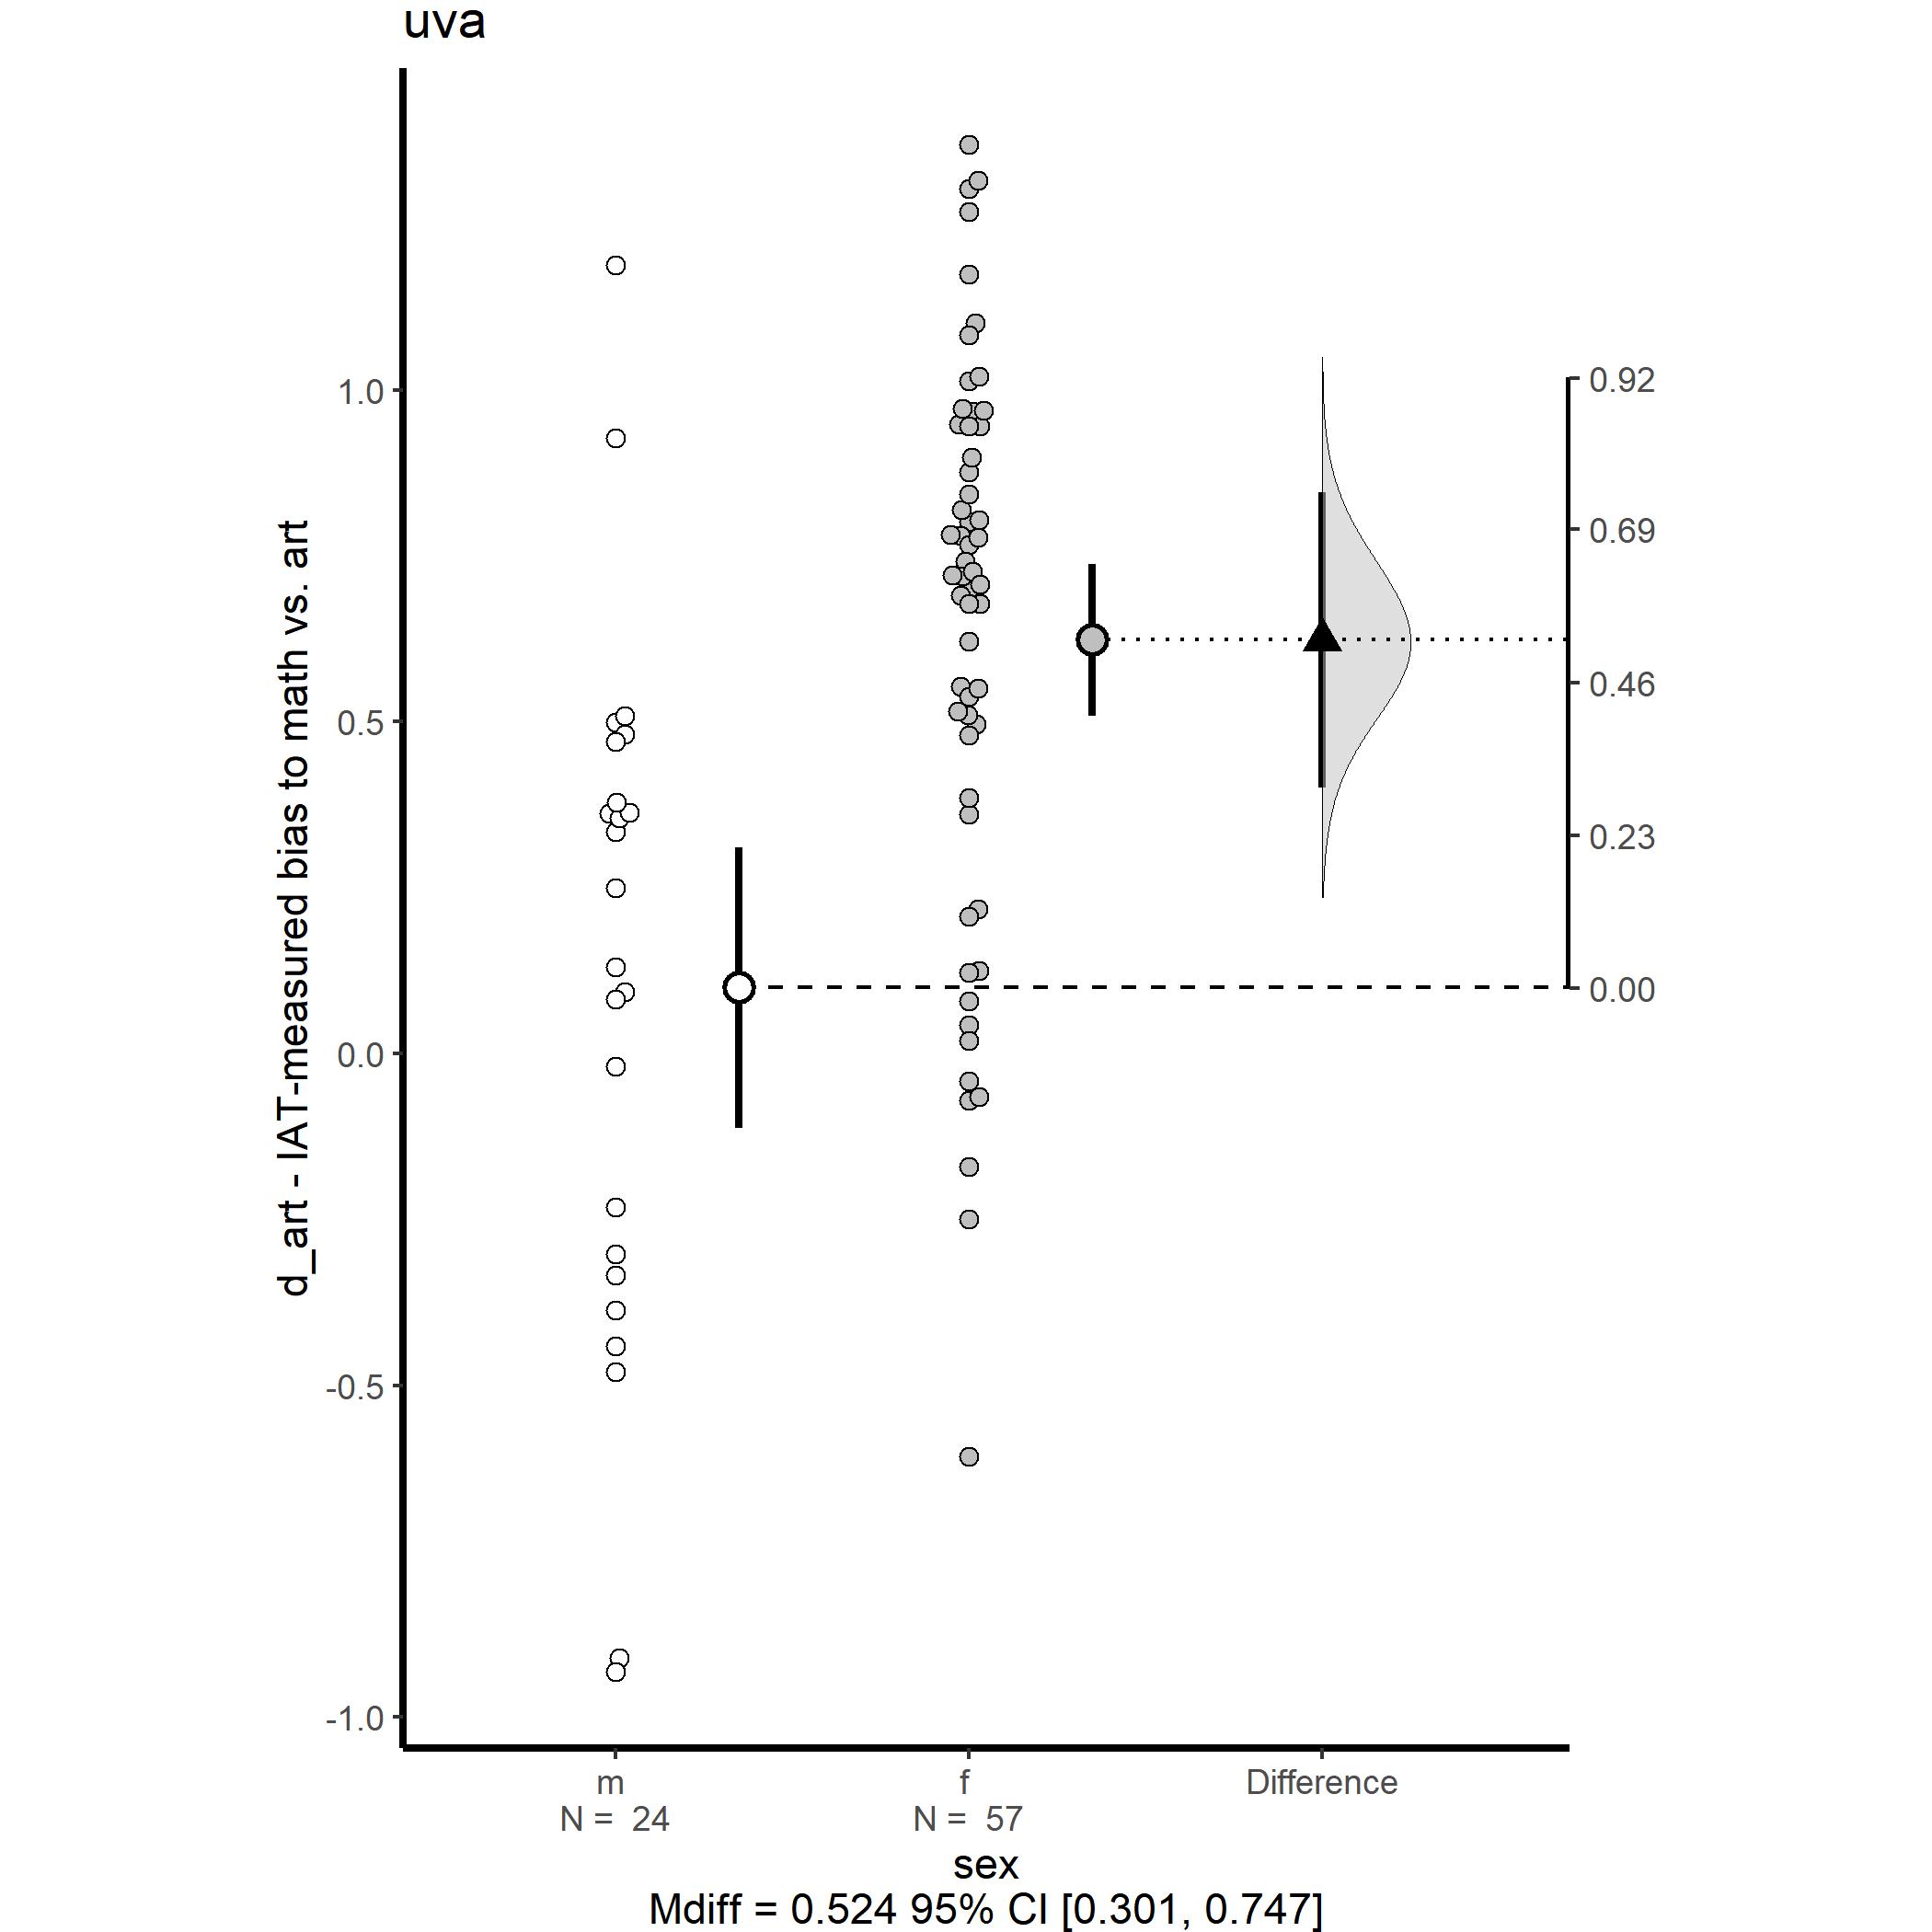 uva
d_art - IAT-measured bias to math vs. art
1.0
0.5
0.0
-0.5
-1.0
0.92
0.69
0.46
0.23
0.00
m
N =  24
f
N =  57
Difference
sex
Mdiff = 0.524 95% CI [0.301, 0.747]